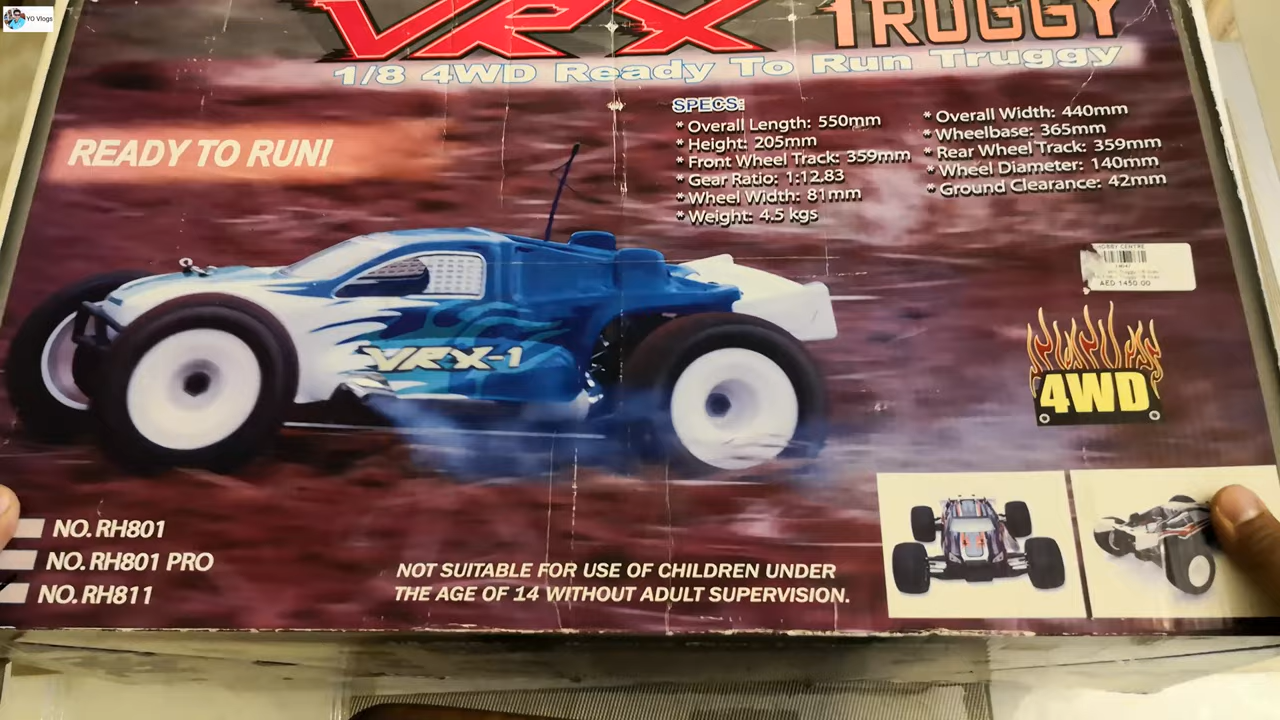 YO Vlogs
VRX TRUGGY
1/8 4WD Ready To Run Truggy
READY TO RUN!
SPECS:
* Overall Length: 550mm
* Height: 205mm
* Front Wheel Track: 359mm
* Gear Ratio: 1:12.83
* Wheel Width: 81mm
* Weight: 4.5 kgs
* Overall Width: 440mm
* Wheelbase: 365mm
* Rear Wheel Track: 359mm
* Wheel Diameter: 140mm
* Ground Clearance: 42mm
HOBBY CENTRE
AED 1450.00
VRX-1
4WD
NO. RH801
NO. RH801 PRO
NO. RH811
NOT SUITABLE FOR USE OF CHILDREN UNDER
THE AGE OF 14 WITHOUT ADULT SUPERVISION.